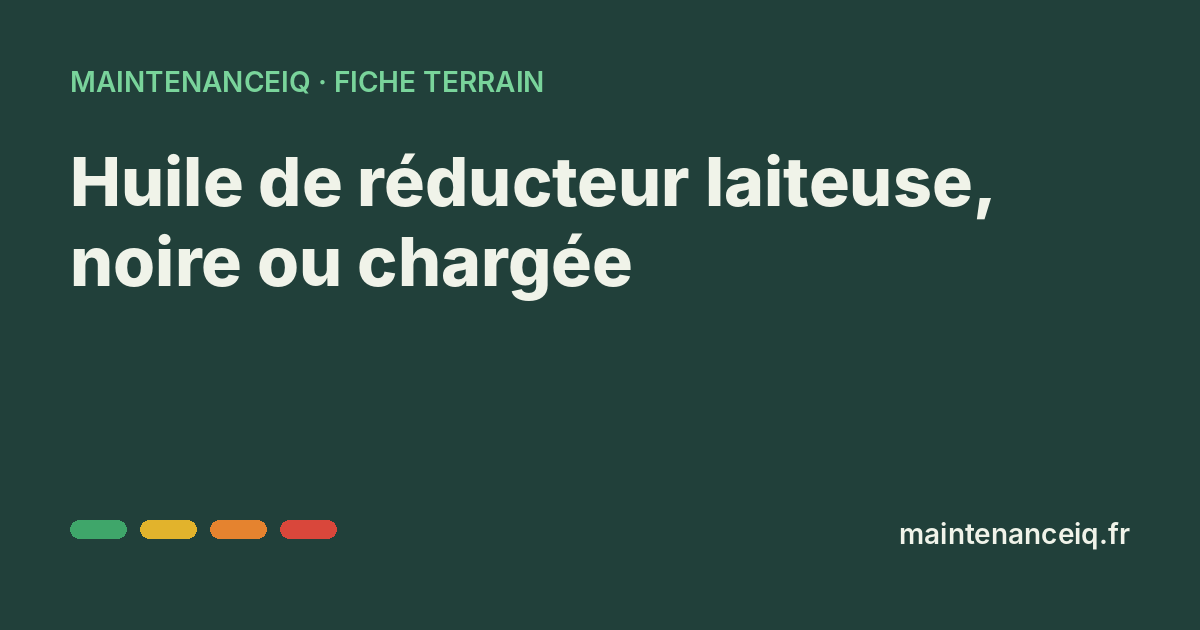 MAINTENANCEIQ · FICHE TERRAIN
Huile de réducteur laiteuse,
noire ou chargée
maintenanceiq.fr